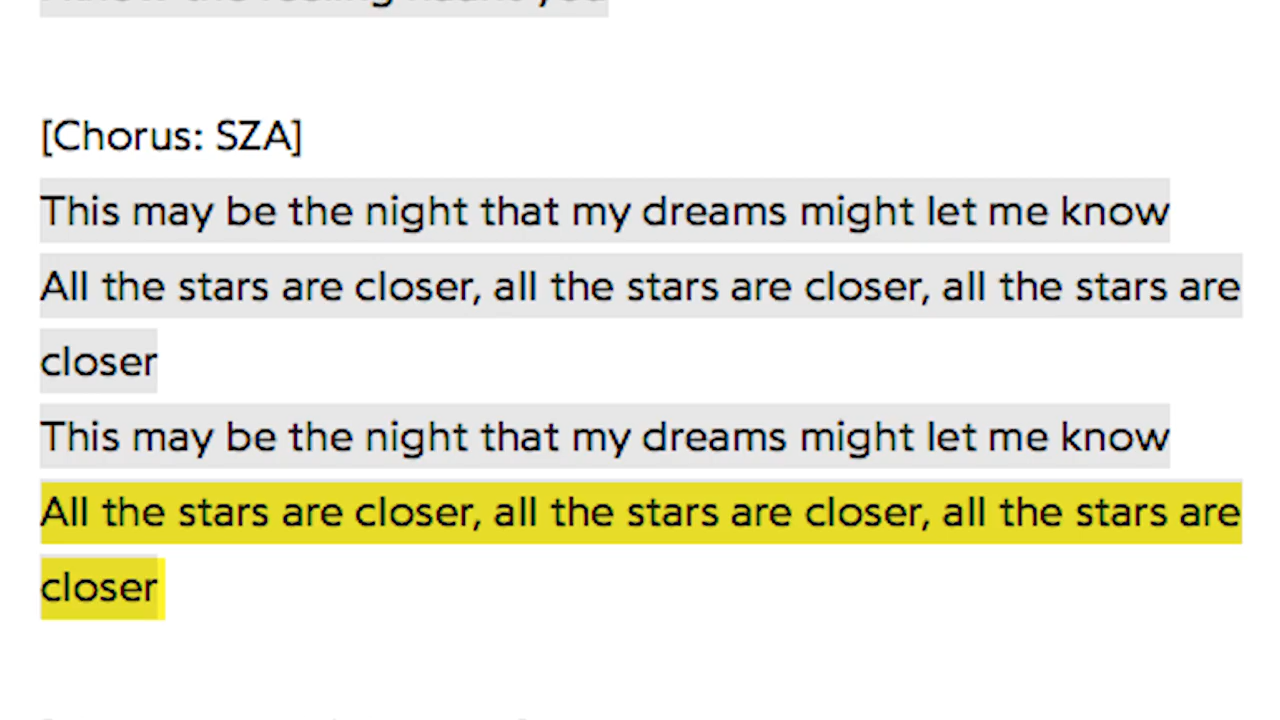 [Chorus: SZA]
This may be the night that my dreams might let me know
All the stars are closer, all the stars are closer, all the stars are
closer
This may be the night that my dreams might let me know
All the stars are closer, all the stars are closer, all the stars are
closer